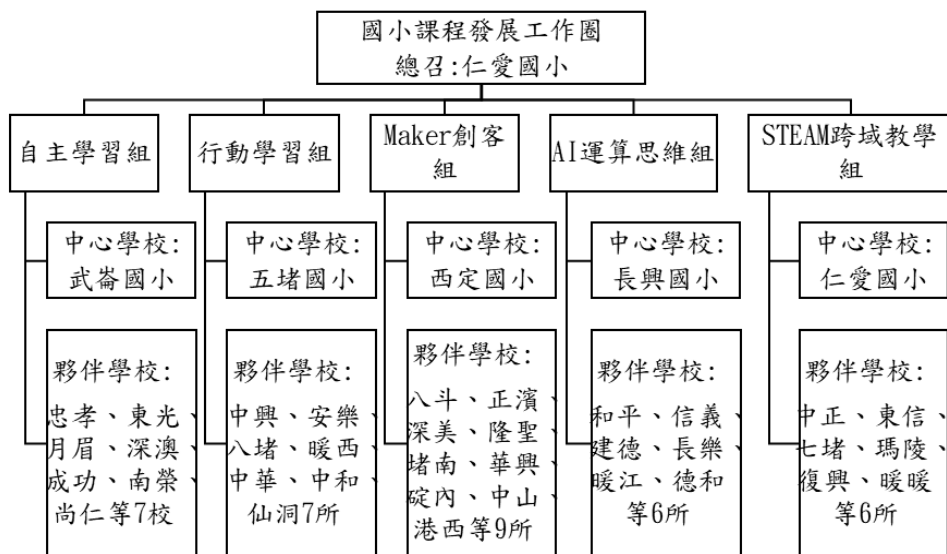 國小課程發展工作圈
總召:仁愛國小
自主學習組
行動學習組
Maker創客
組
AI運算思維組
STEAM跨域教學
組
中心學校:
武崙國小
中心學校:
五堵國小
中心學校:
西定國小
中心學校:
長興國小
中心學校:
仁愛國小
夥伴學校:
忠孝、東光、
月眉、深澳、
成功、南榮、
尚仁等7校
夥伴學校:
中興、安樂、
八堵、暖西、
中華、中和、
仙洞7所
夥伴學校:
八斗、正濱、
深美、隆聖、
堵南、華興、
碇內、中山、
港西等9所
夥伴學校:
和平、信義、
建德、長樂、
暖江、德和
等6所
夥伴學校:
中正、東信、
七堵、瑪陵、
復興、暖暖
等6所